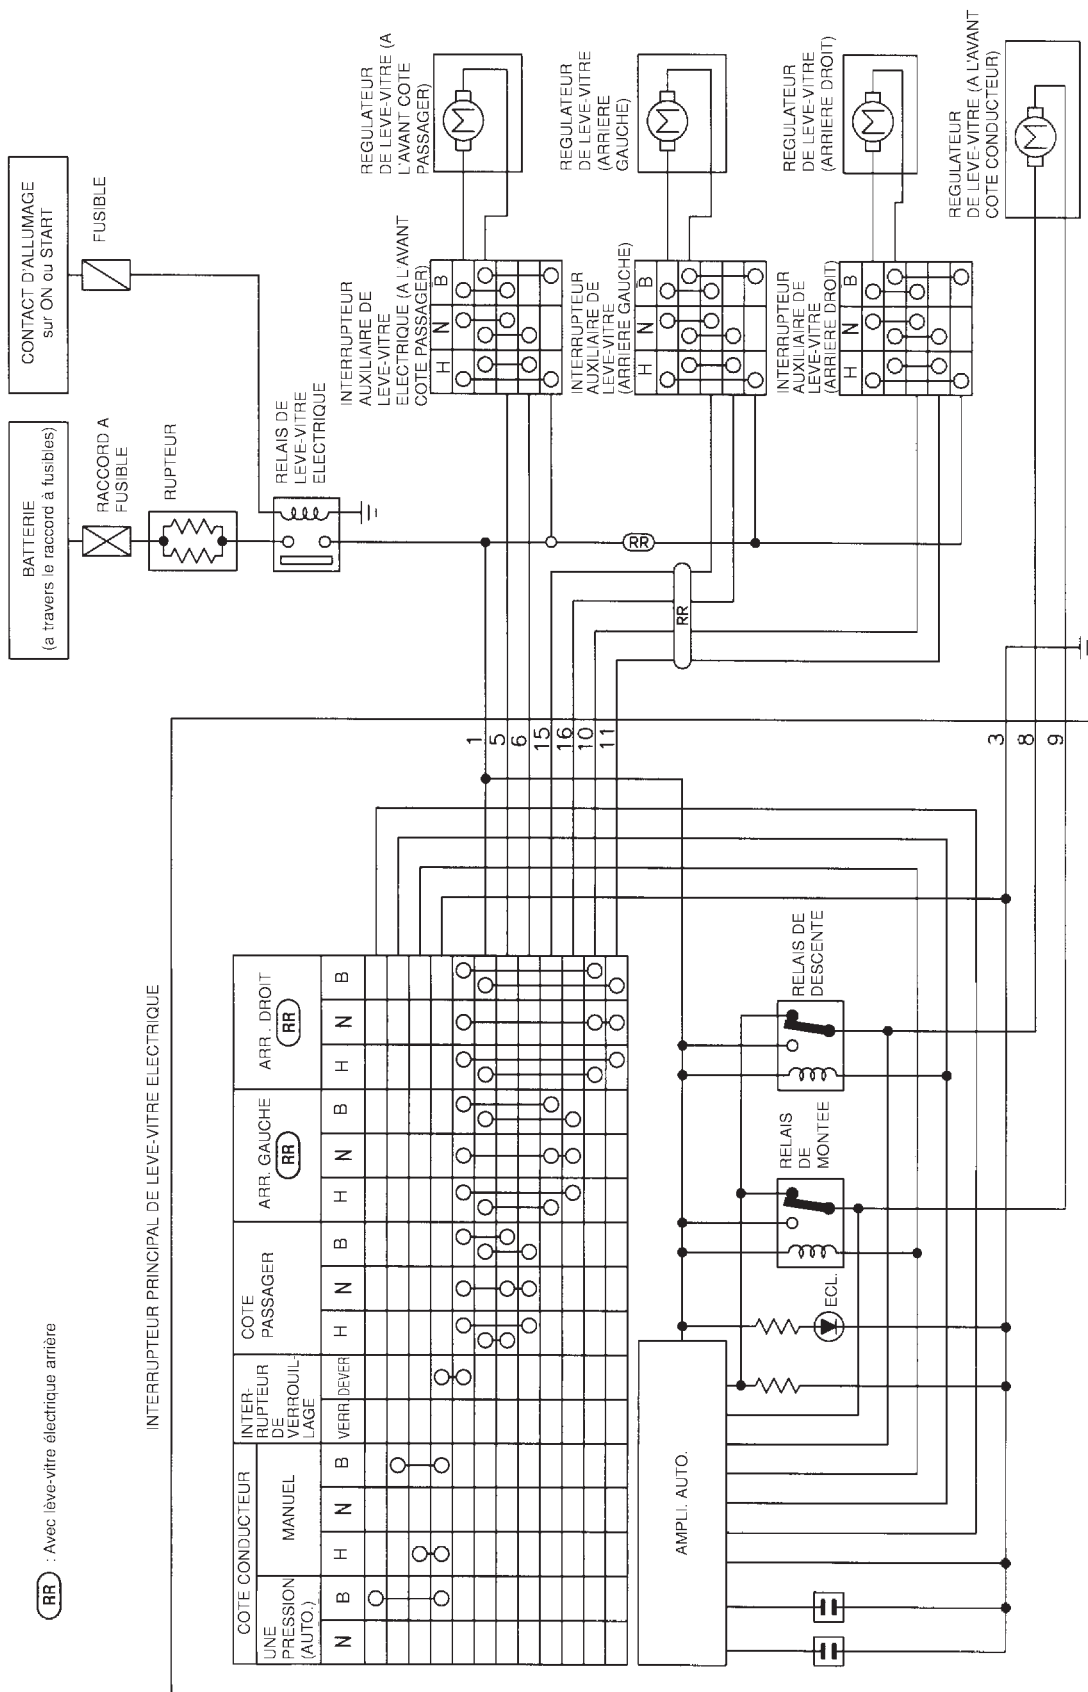 BATTERIE
(a travers le raccord à fusibles)
CONTACT D'ALLUMAGE
sur ON ou START
RACCORD A
FUSIBLE
FUSIBLE
RUPTEUR
RELAIS DE
LEVE-VITRE
ELECTRIQUE
INTERRUPTEUR
AUXILIAIRE DE
LEVE-VITRE
ELECTRIQUE (A L'AVANT
COTE PASSAGER)
H
N
B
REGULATEUR
DE LEVE-VITRE (A
L'AVANT COTE
PASSAGER)
M
INTERRUPTEUR
AUXILIAIRE DE
LEVE-VITRE
(ARRIERE GAUCHE)
H
N
B
REGULATEUR
DE LEVE-VITRE
(ARRIERE
GAUCHE)
M
INTERRUPTEUR
AUXILIAIRE DE
LEVE-VITRE
(ARRIERE DROIT)
H
N
B
REGULATEUR
DE LEVE-VITRE
(ARRIERE DROIT)
M
REGULATEUR
DE LEVE-VITRE (A L'AVANT
COTE CONDUCTEUR)
M
RR
RR
RR : Avec lève-vitre électrique arrière
INTERRUPTEUR PRINCIPAL DE LEVE-VITRE ELECTRIQUE
1
5
6
15
16
10
11
3
8
9
COTE CONDUCTEUR
UNE
PRESSION
(AUTO.)
MANUEL
INTER-
RUPTEUR
DE
VERROUIL-
LAGE
COTE
PASSAGER
ARR. GAUCHE
RR
ARR. DROIT
RR
N
B
H
N
B
VERR.
DEVER
H
N
B
H
N
B
H
N
B
AMPLI. AUTO.
ECL.
RELAIS
DE
MONTEE
RELAIS DE
DESCENTE